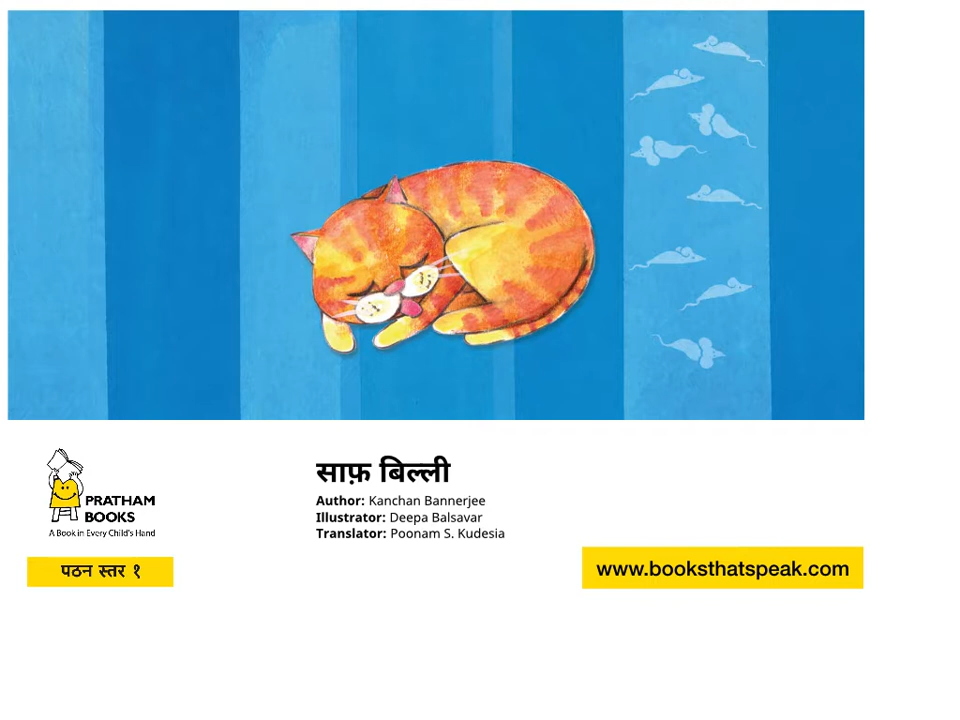 PRATHAM
BOOKS
A Book in Every Child's Hand
पठन स्तर १
साफ़ बिल्ली
Author: Kanchan Bannerjee
Illustrator: Deepa Balsavar
Translator: Poonam S. Kudesia
www.booksthatspeak.com